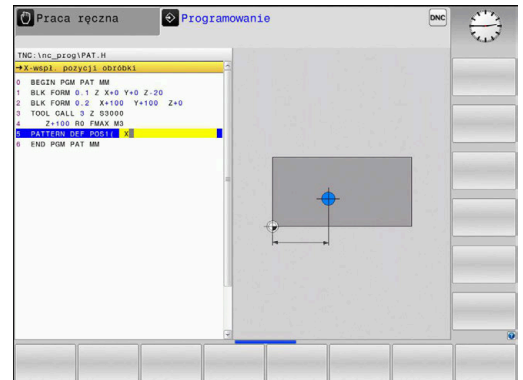 Praca ręczna
Programowanie
DNC
TNC:\nc_prog\PAT.H
→X-wspł. pozycji obróbki
0 BEGIN PGM PAT MM
1 BLK FORM 0.1 Z X+0 Y+0 Z-20
2 BLK FORM 0.2 X+100 Y+100 Z+0
3 TOOL CALL 3 Z S3000
4 Z+100 R0 FMAX M3
5 PATTERN DEF POS1( X
6 END PGM PAT MM